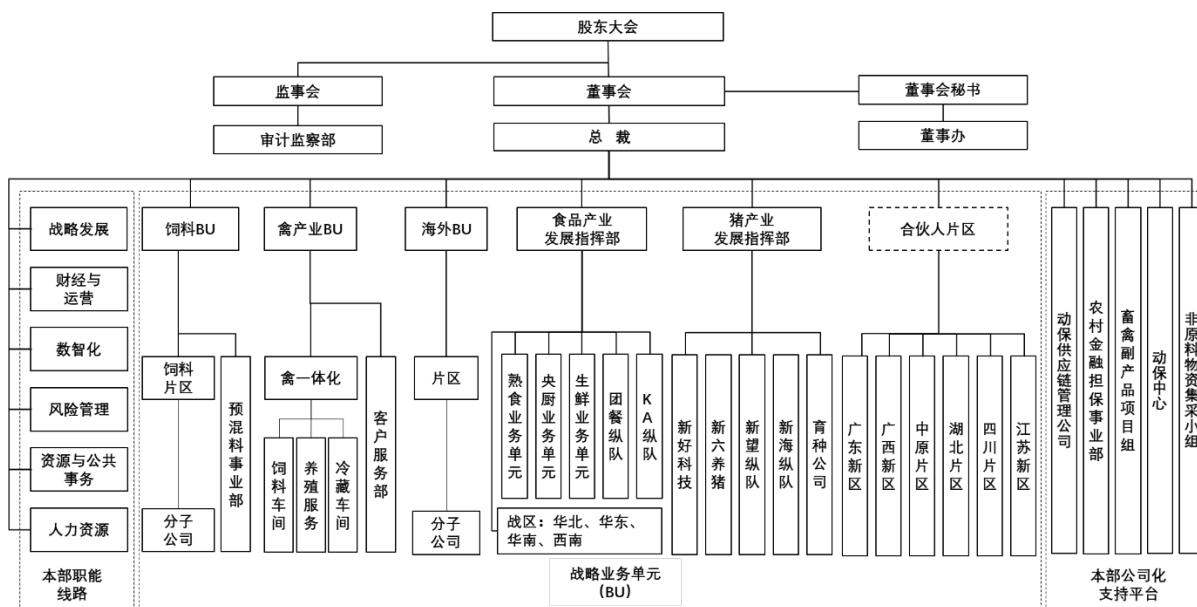 股东大会
监事会
董事会
董事会秘书
审计监察部
总 裁
董事办
战略发展
财经与
运营
数智化
风险管理
资源与公共
事务
人力资源
本部职能
线路
饲料BU
禽产业BU
海外BU
食品产业
发展指挥部
猪产业
发展指挥部
合伙人片区
饲料
片区
预混料事业部
分子
公司
禽一体化
客户服务部
饲料车间
养殖服务
冷藏车间
片区
分子
公司
熟食业务单元
央厨业务单元
生鲜业务单元
团餐纵队
KA纵队
战区：华北、华东、
华南、西南
新好科技
新六养猪
新望纵队
新海纵队
育种公司
广东新区
广西新区
中原片区
湖北片区
四川片区
江苏新区
战略业务单元
（BU）
动保供应链管理公司
农村金融担保事业部
畜禽副产品项目组
动保中心
非原料物资集采小组
本部公司化
支持平台